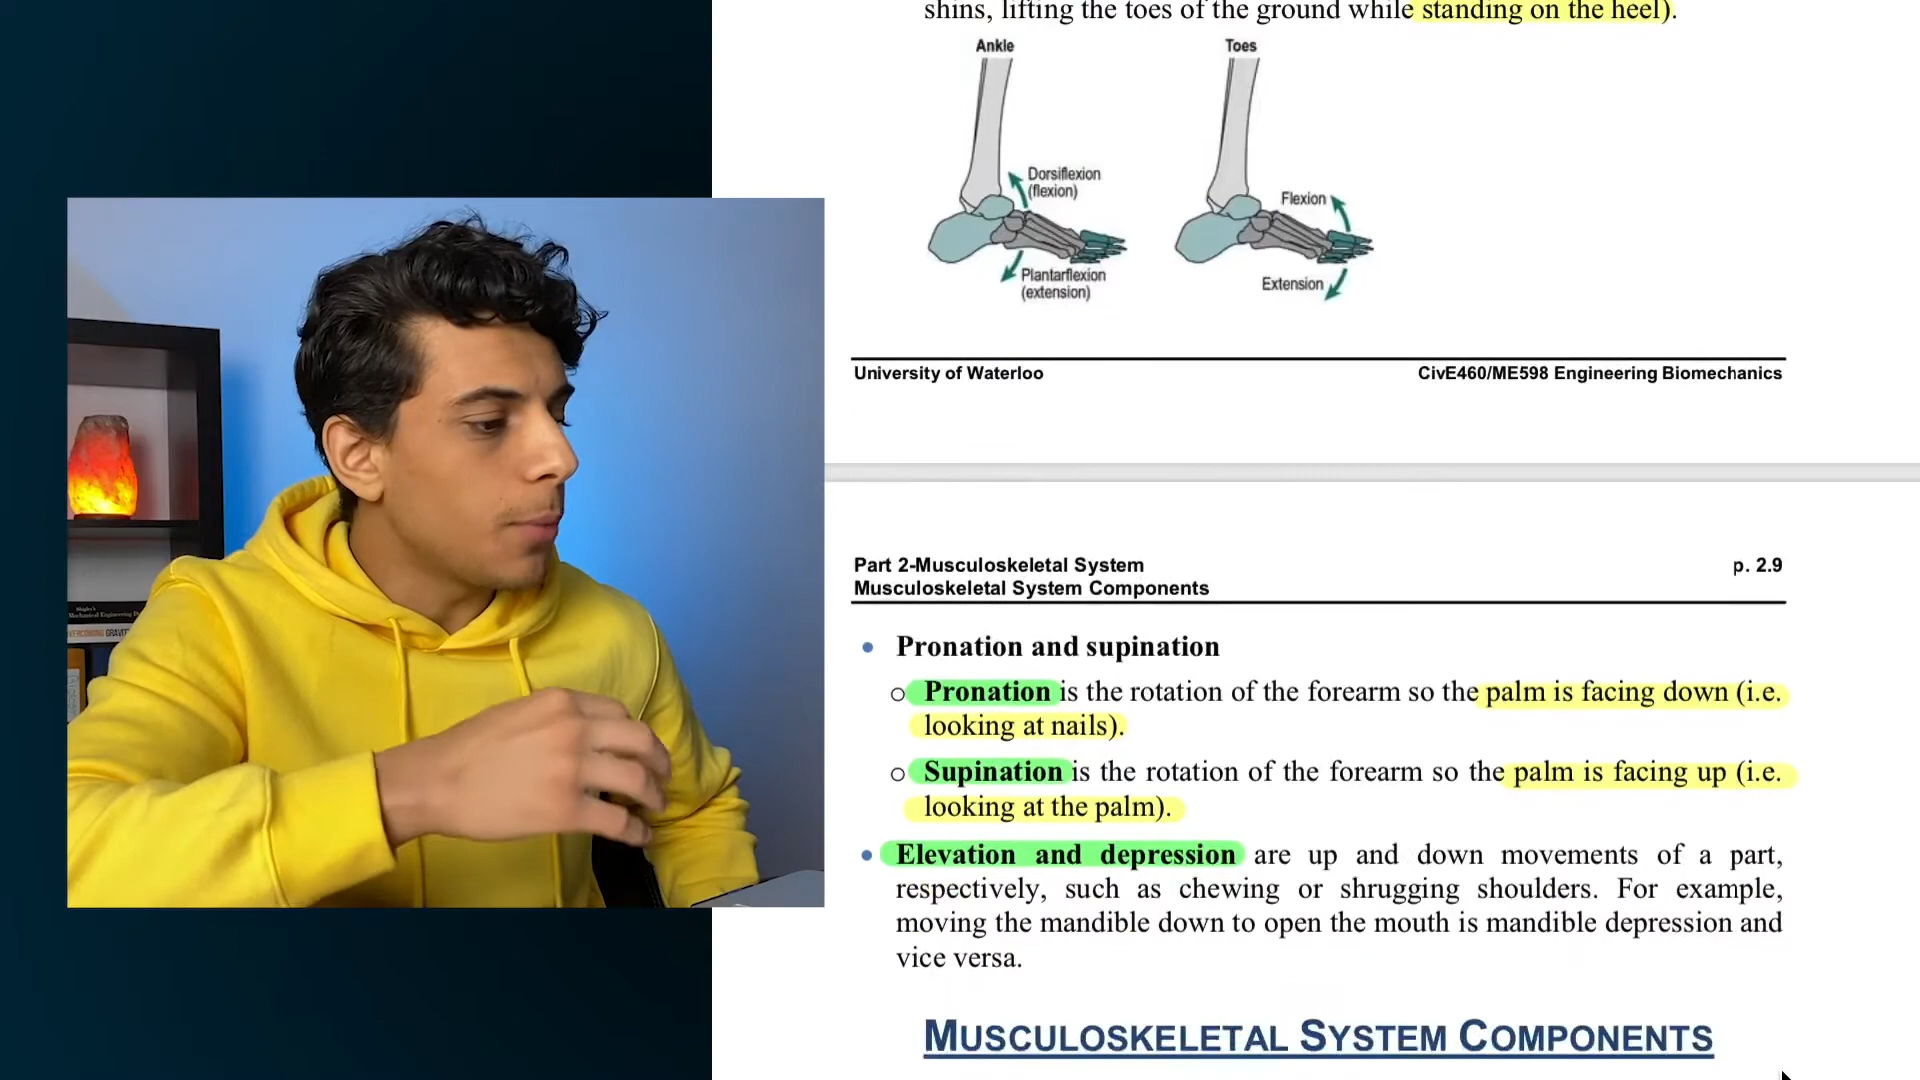 shins, lifting the toes of the ground while standing on the heel).
Ankle
Toes
Dorsiflexion
(flexion)
Plantarflexion
(extension)
Flexion
Extension
University of Waterloo
CivE460/ME598 Engineering Biomechanics
Part 2-Musculoskeletal System
p. 2.9
Musculoskeletal System Components
• Pronation and supination
o Pronation is the rotation of the forearm so the palm is facing down (i.e.
looking at nails).
o Supination is the rotation of the forearm so the palm is facing up (i.e.
looking at the palm).
• Elevation and depression are up and down movements of a part,
respectively, such as chewing or shrugging shoulders. For example,
moving the mandible down to open the mouth is mandible depression and
vice versa.
MUSCULOSKELETAL SYSTEM COMPONENTS
Shigley's
Mechanical Engineering
OVERCOMING GRAVITY